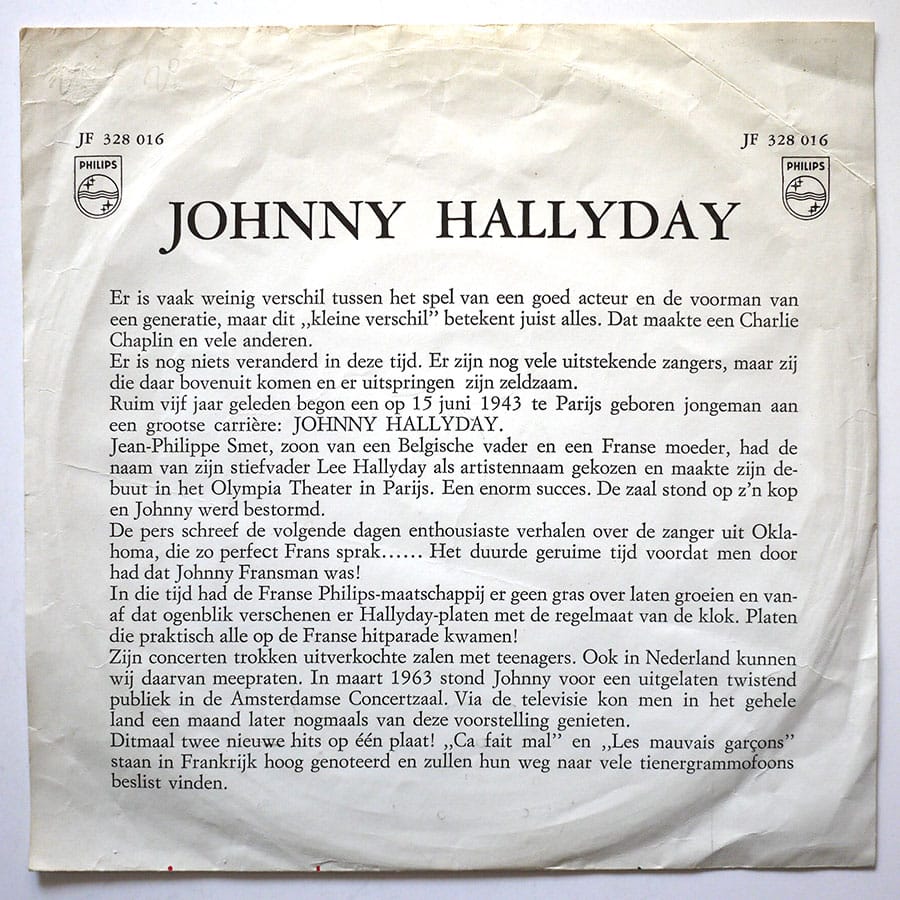 JF 328 016
JF 328 016
PHILIPS
PHILIPS
JOHNNY HALLYDAY
Er is vaak weinig verschil tussen het spel van een goed acteur en de voorman van
een generatie, maar dit ,,kleine verschil” betekent juist alles. Dat maakte een Charlie
Chaplin en vele anderen.
Er is nog niets veranderd in deze tijd. Er zijn nog vele uitstekende zangers, maar zij
die daar bovenuit komen en er uitspringen zijn zeldzaam.
Ruim vijf jaar geleden begon een op 15 juni 1943 te Parijs geboren jongeman aan
een grootse carrière: JOHNNY HALLYDAY.
Jean-Philippe Smet, zoon van een Belgische vader en een Franse moeder, had de
naam van zijn stiefvader Lee Hallyday als artistennaam gekozen en maakte zijn de-
buut in het Olympia Theater in Parijs. Een enorm succes. De zaal stond op z’n kop
en Johnny werd bestormd.
De pers schreef de volgende dagen enthousiaste verhalen over de zanger uit Okla-
homa, die zo perfect Frans sprak...... Het duurde geruime tijd voordat men door
had dat Johnny Fransman was!
In die tijd had de Franse Philips-maatschappij er geen gras over laten groeien en van-
af dat ogenblik verschenen er Hallyday-platen met de regelmaat van de klok. Platen
die praktisch alle op de Franse hitparade kwamen!
Zijn concerten trokken uitverkochte zalen met teenagers. Ook in Nederland kunnen
wij daarvan meepraten. In maart 1963 stond Johnny voor een uitgelaten twistend
publiek in de Amsterdamse Concertzaal. Via de televisie kon men in het gehele
land een maand later nogmaals van deze voorstelling genieten.
Ditmaal twee nieuwe hits op één plaat! ,,Ca fait mal” en ,,Les mauvais garçons”
staan in Frankrijk hoog genoteerd en zullen hun weg naar vele tienergrammofoons
beslist vinden.